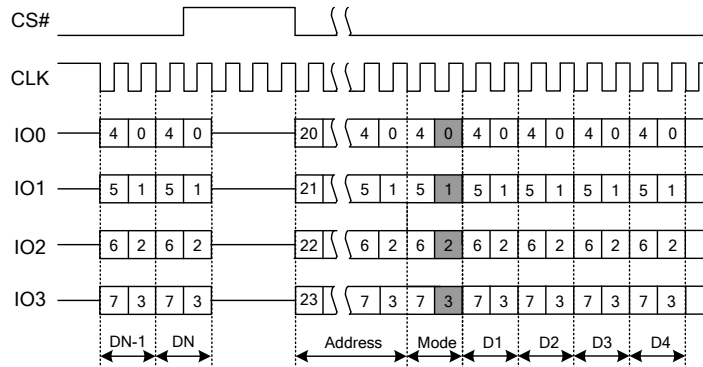 CS#
CLK
IO0 4 0 4 0 20 4 0 4 0 4 0 4 0 4 0 4 0
IO1 5 1 5 1 21 5 1 5 1 5 1 5 1 5 1 5 1
IO2 6 2 6 2 22 6 2 6 2 6 2 6 2 6 2 6 2
IO3 7 3 7 3 23 7 3 7 3 7 3 7 3 7 3 7 3
DN-1 DN Address Mode D1 D2 D3 D4